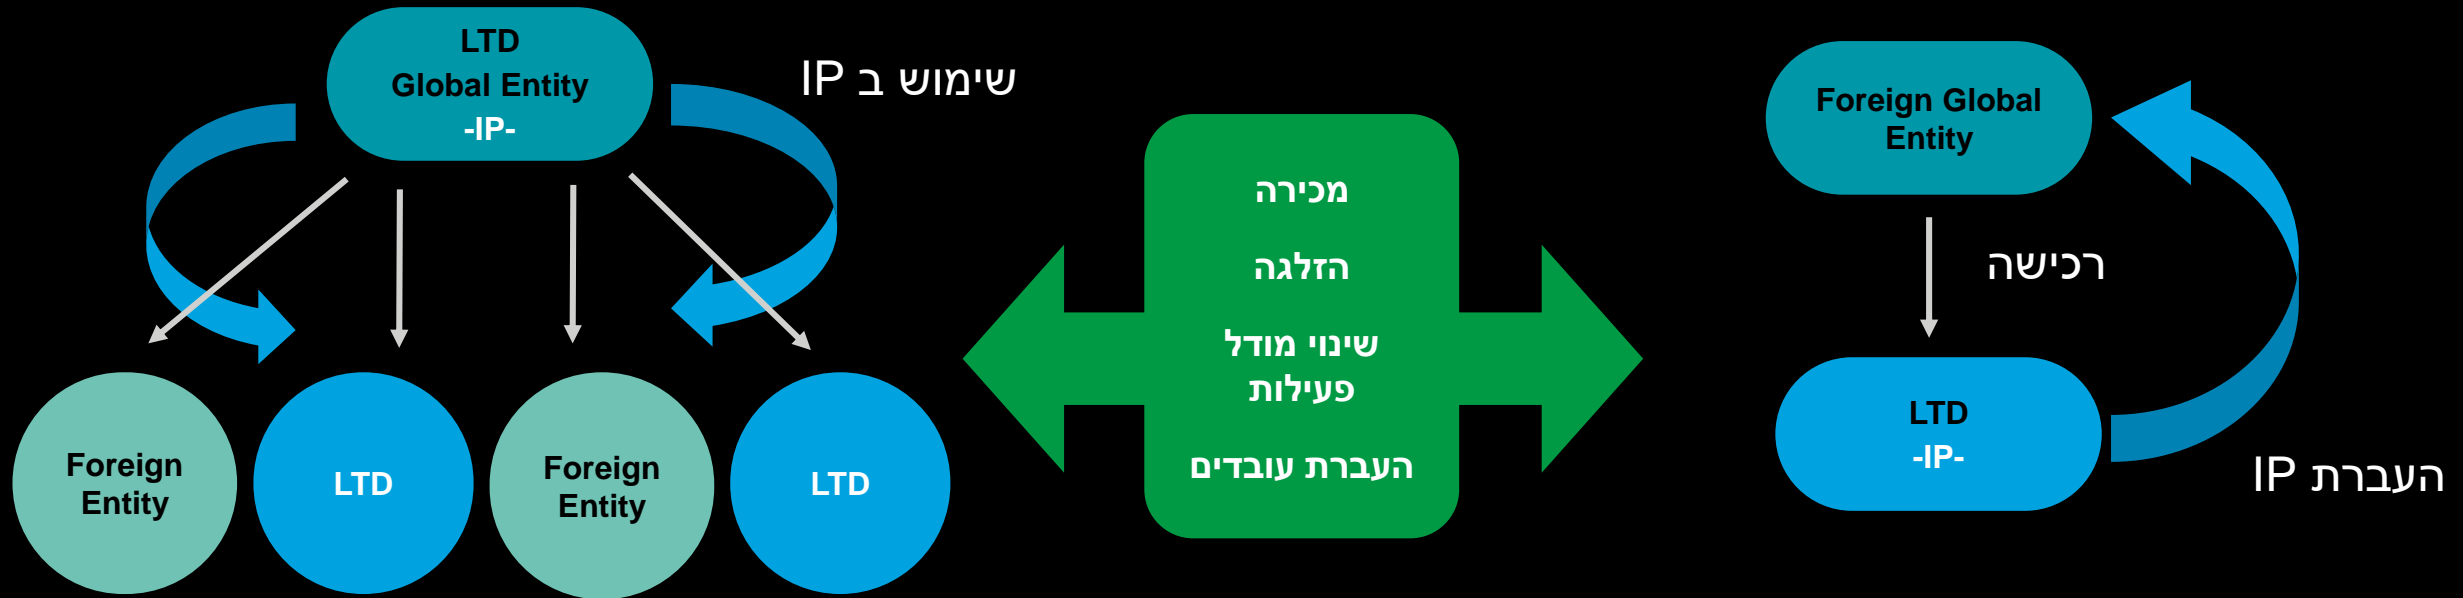 LTD
Global Entity
-IP-
שימוש ב IP
Foreign
Entity
LTD
Foreign
Entity
LTD
מכירה
הזלגה
שינוי מודל
פעילות
העברת עובדים
Foreign Global
Entity
רכישה
LTD
-IP-
העברת IP